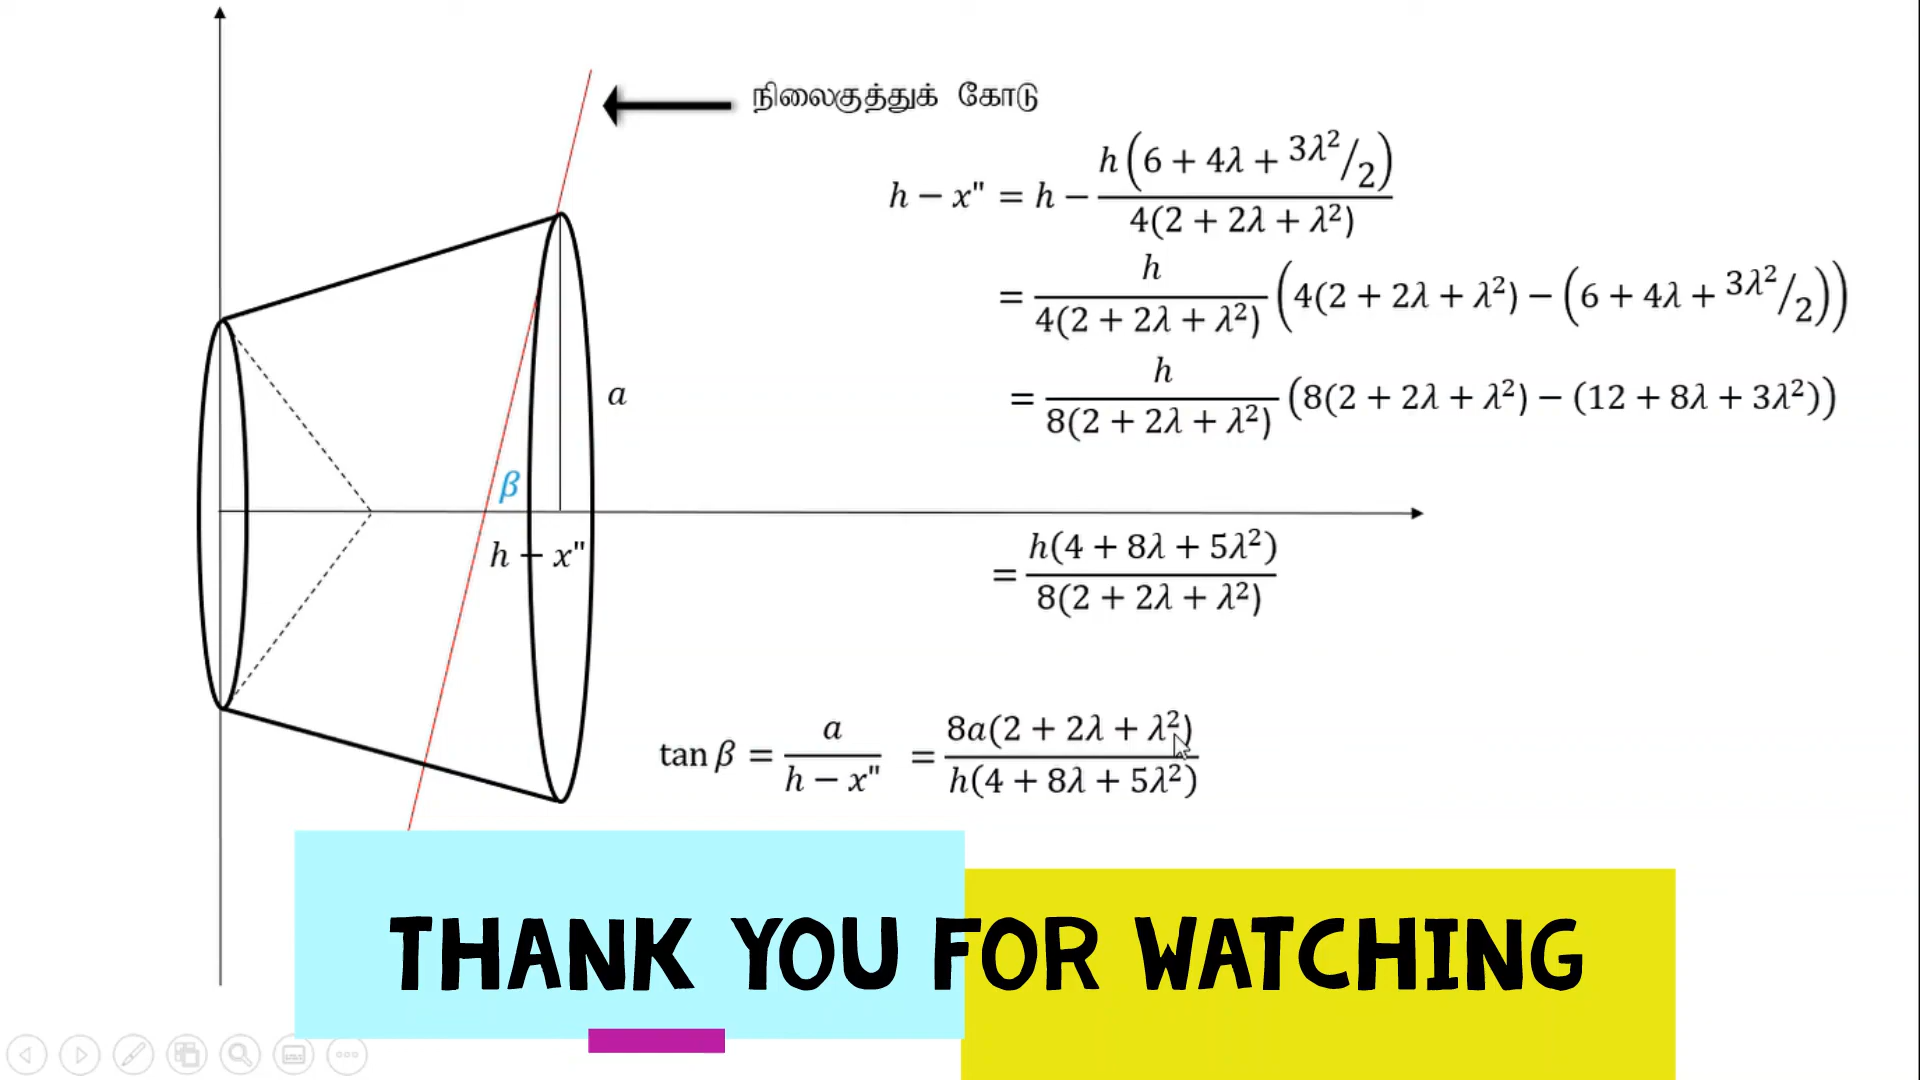 நிலைகுத்துக் கோடு
h − x" = h − h(6 + 4λ + 3λ²/2) / 4(2 + 2λ + λ²)
= h / 4(2 + 2λ + λ²) (4(2 + 2λ + λ²) − (6 + 4λ + 3λ²/2))
= h / 8(2 + 2λ + λ²) (8(2 + 2λ + λ²) − (12 + 8λ + 3λ²))
a
β
h − x"
= h(4 + 8λ + 5λ²) / 8(2 + 2λ + λ²)
tan β = a / h − x" = 8a(2 + 2λ + λ²) / h(4 + 8λ + 5λ²)
THANK YOU FOR WATCHING